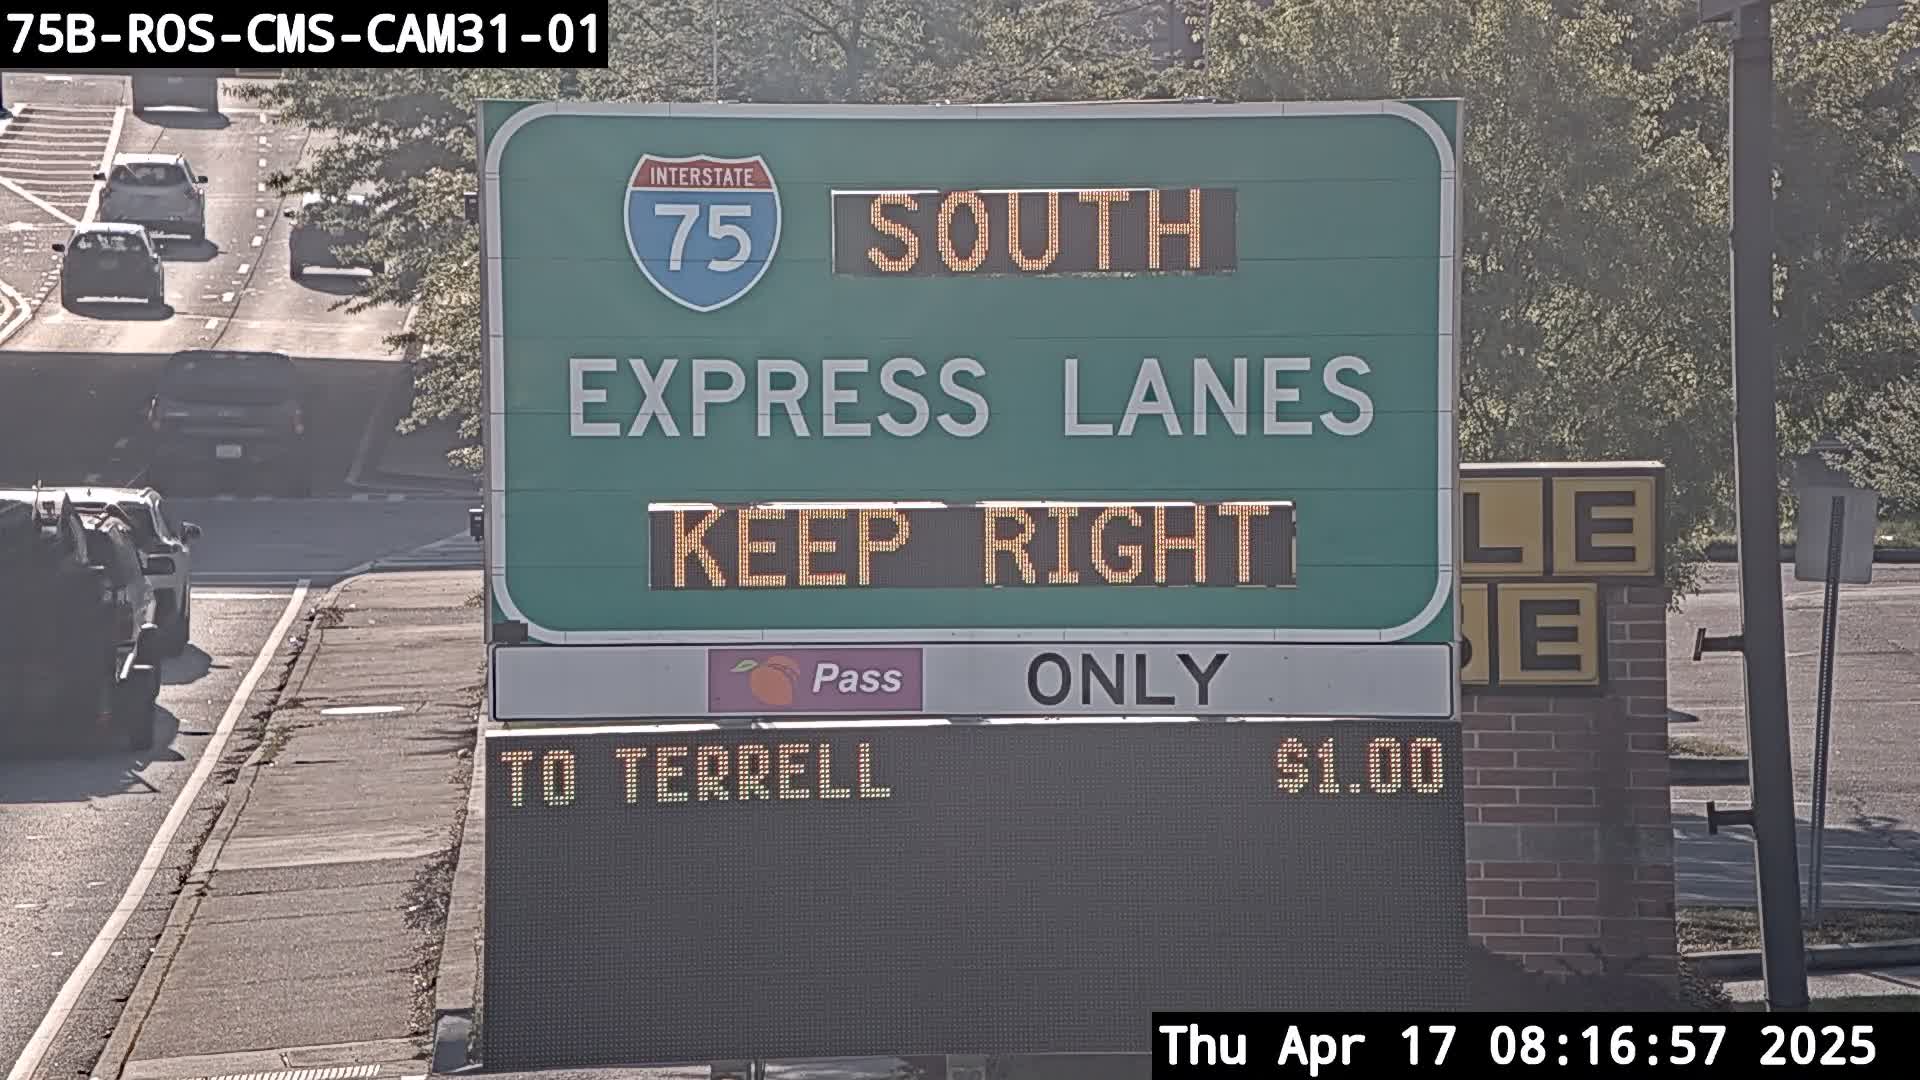 75B-ROS-CMS-CAM31-01
INTERSTATE
75
SOUTH
EXPRESS LANES
KEEP RIGHT
LE
E
Pass ONLY
TO TERRELL $1.00
Thu Apr 17 08:16:57 2025